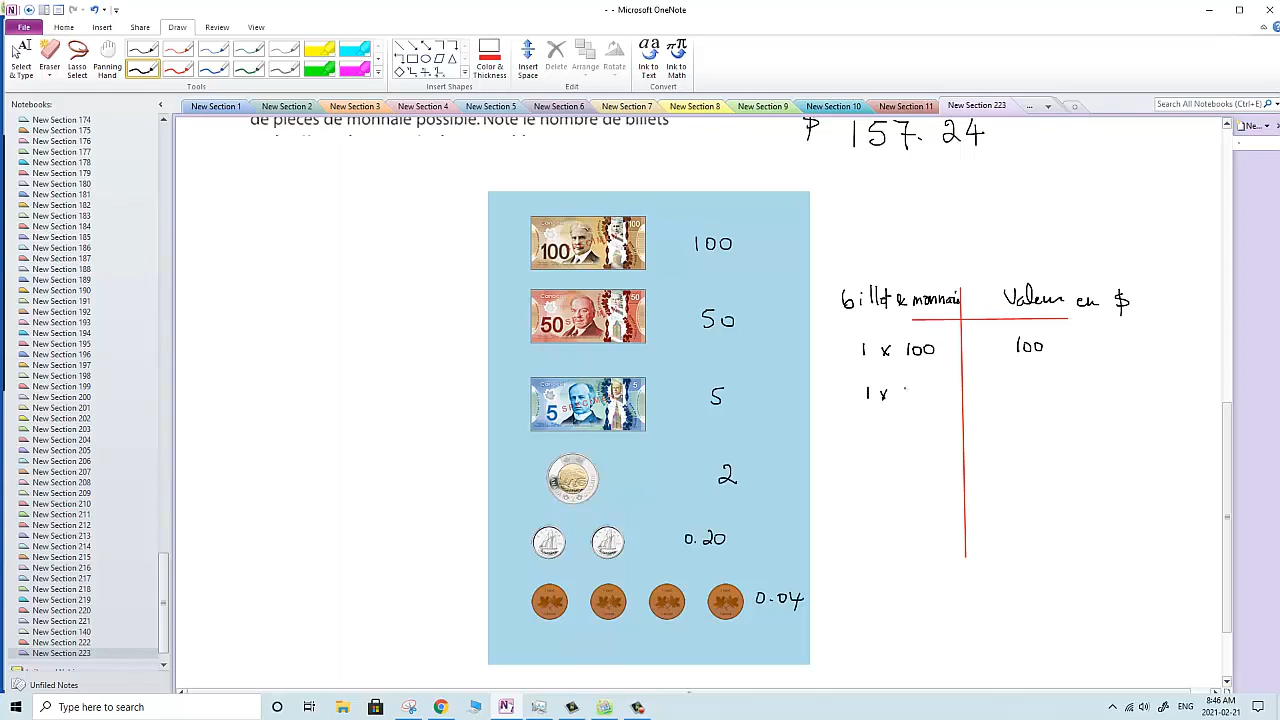 - - Microsoft OneNote
File Home Insert Share Draw Review View
Select & Type Eraser Lasso Select Panning Hand Color & Thickness Insert Space Delete Arrange Rotate Ink to Text Ink to Math
Tools Insert Shapes Edit Convert
Notebooks:
New Section 1 New Section 2 New Section 3 New Section 4 New Section 5 New Section 6 New Section 7 New Section 8 New Section 9 New Section 10 New Section 11 New Section 223 ... Search All Notebooks (Ctrl+E)
New Section 174
New Section 175
New Section 176
New Section 177
New Section 178
New Section 179
New Section 180
New Section 181
New Section 182
New Section 183
New Section 184
New Section 185
New Section 186
New Section 187
New Section 188
New Section 189
New Section 190
New Section 191
New Section 192
New Section 193
New Section 194
New Section 195
New Section 196
New Section 197
New Section 198
New Section 199
New Section 200
New Section 201
New Section 202
New Section 203
New Section 204
New Section 205
New Section 206
New Section 207
New Section 208
New Section 209
New Section 210
New Section 211
New Section 212
New Section 213
New Section 214
New Section 215
New Section 216
New Section 217
New Section 218
New Section 219
New Section 220
New Section 221
New Section 140
New Section 222
New Section 223
Unfiled Notes
Ne...
de pièces de monnaie possible. Note le nombre de billets
$ 157.24
100 100
100
50 50
50
5 5
5
2
0.20
0.04
billet & monnaie Valeur en $
1 x 100 100
1 x
Type here to search
8:46 AM
2021-02-21